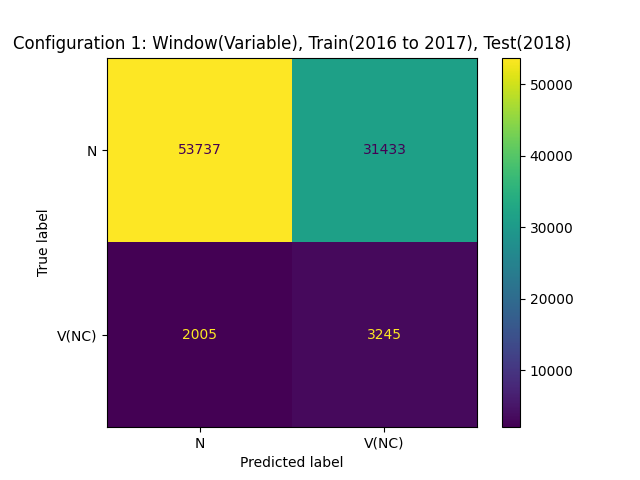 Configuration 1: Window(Variable), Train(2016 to 2017), Test(2018)
N
53737
31433
V(NC)
2005
3245
N
V(NC)
True label
Predicted label
50000
40000
30000
20000
10000